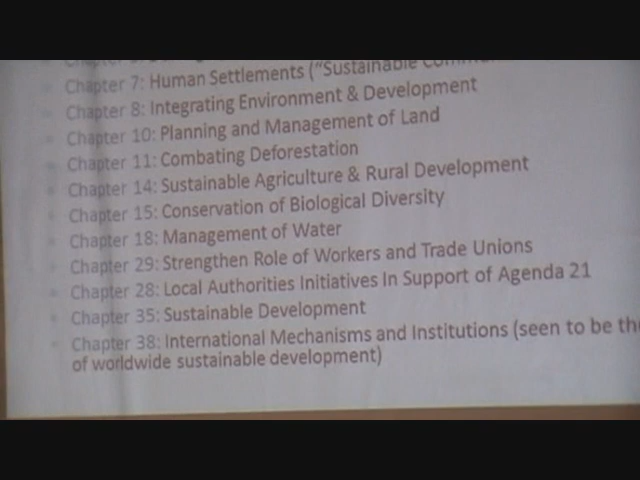 Chapter 7: Human Settlements ("Sustainable
Chapter 8: Integrating Environment & Development
Chapter 10: Planning and Management of Land
Chapter 11: Combating Deforestation
Chapter 14: Sustainable Agriculture & Rural Development
Chapter 15: Conservation of Biological Diversity
Chapter 18: Management of Water
Chapter 29: Strengthen Role of Workers and Trade Unions
Chapter 28: Local Authorities Initiatives In Support of Agenda 21
Chapter 35: Sustainable Development
Chapter 38: International Mechanisms and Institutions (seen to be
of worldwide sustainable development)